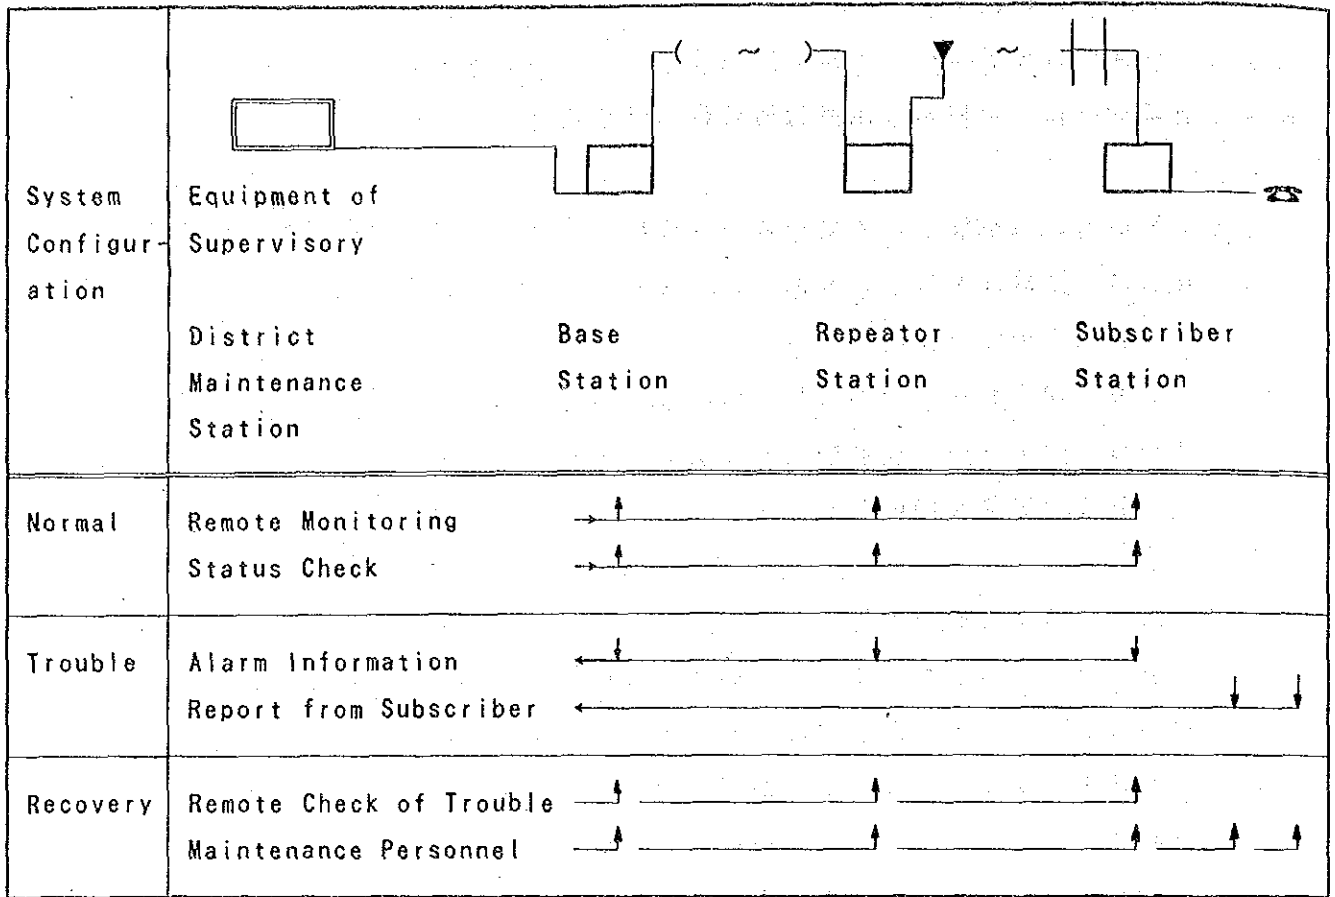 System
Configur-
ation
Equipment of
Supervisory
District
Maintenance
Station
Base
Station
Repeator
Station
Subscriber
Station
Normal
Remote Monitoring
Status Check
Trouble
Alarm Information
Report from Subscriber
Recovery
Remote Check of Trouble
Maintenance Personnel